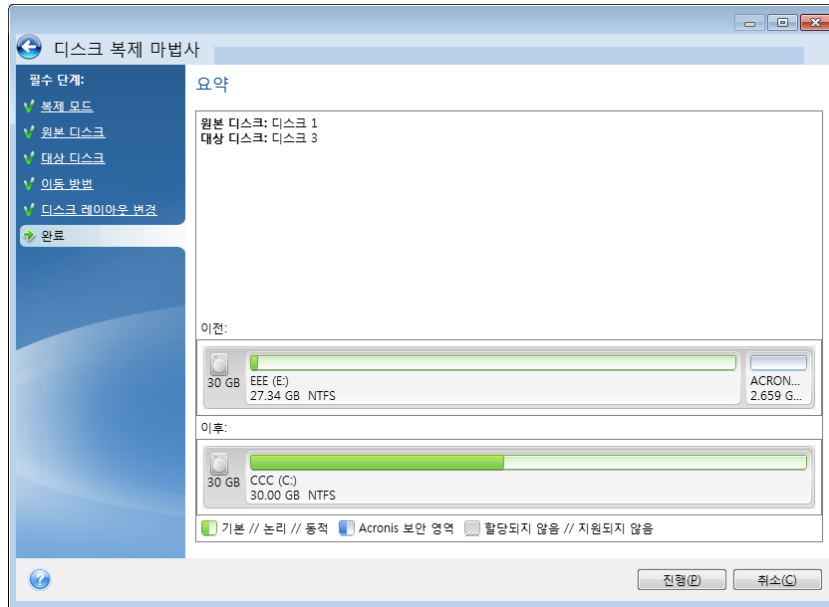 디스크 복제 마법사
필수 단계:
복제 모드
원본 디스크
대상 디스크
이동 방법
디스크 레이아웃 변경
완료
요약
원본 디스크: 디스크 1
대상 디스크: 디스크 3
이전:
30 GB
EEE (E:)
27.34 GB NTFS
ACRON...
2.659 G...
이후:
30 GB
CCC (C:)
30.00 GB NTFS
기본 // 논리 // 동적 Acronis 보안 영역 할당되지 않음 // 지원되지 않음
진행(P) 취소(C)